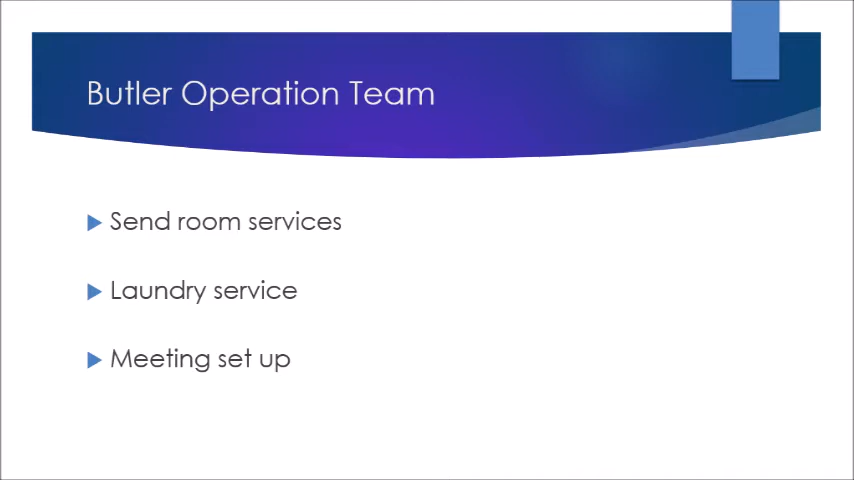 Butler Operation Team
Send room services
Laundry service
Meeting set up